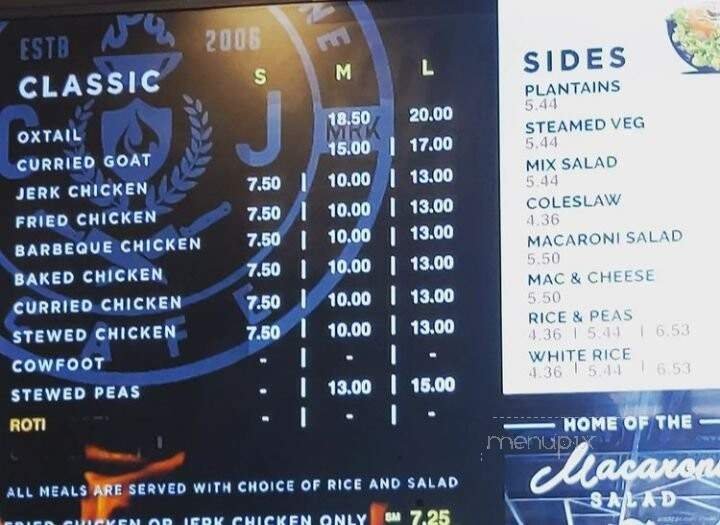 ESTB 2006
NE
CLASSIC S M L
OXTAIL 18.50 20.00
CURRIED GOAT 15.00 | 17.00
JERK CHICKEN 7.50 | 10.00 | 13.00
FRIED CHICKEN 7.50 | 10.00 | 13.00
BARBEQUE CHICKEN 7.50 | 10.00 | 13.00
BAKED CHICKEN 7.50 | 10.00 | 13.00
CURRIED CHICKEN 7.50 | 10.00 | 13.00
STEWED CHICKEN 7.50 | 10.00 | 13.00
COWFOOT - | - | -
STEWED PEAS - | 13.00 | 15.00
ROTI - | - | -
ALL MEALS ARE SERVED WITH CHOICE OF RICE AND SALAD
FRIED CHICKEN OR JERK CHICKEN ONLY SM 7.25
C J MRK
AFE
SIDES
PLANTAINS
5.44
STEAMED VEG
5.44
MIX SALAD
5.44
COLESLAW
4.36
MACARONI SALAD
5.50
MAC & CHEESE
5.50
RICE & PEAS
4.36 | 5.44 | 6.53
WHITE RICE
4.36 | 5.44 | 6.53
HOME OF THE
menupix
Macaroni
SALAD